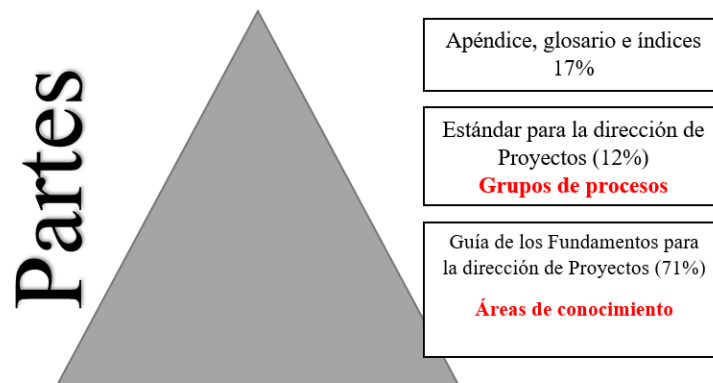 Partes
Apéndice, glosario e índices
17%
Estándar para la dirección de
Proyectos (12%)
Grupos de procesos
Guía de los Fundamentos para
la dirección de Proyectos (71%)
Áreas de conocimiento